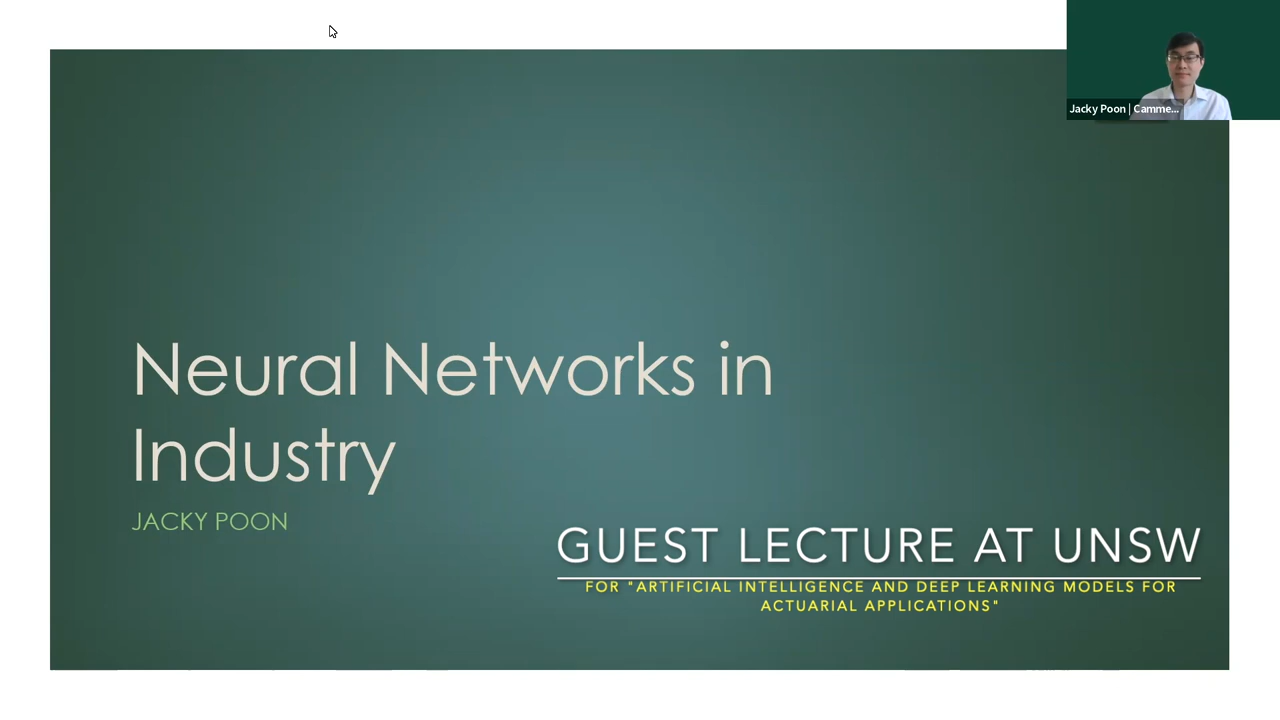 Jacky Poon | Camme...
Neural Networks in
Industry
JACKY POON
GUEST LECTURE AT UNSW
FOR "ARTIFICIAL INTELLIGENCE AND DEEP LEARNING MODELS FOR
ACTUARIAL APPLICATIONS"